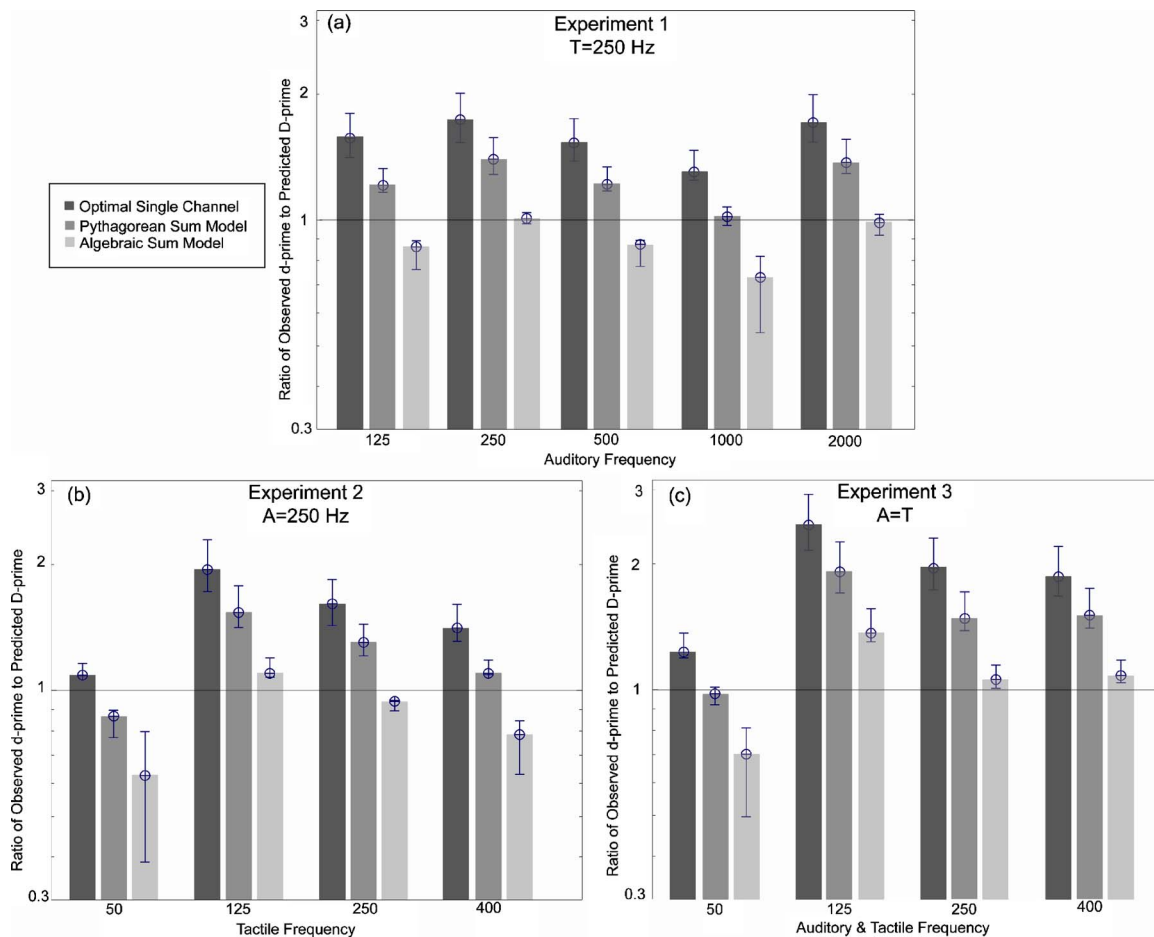 (a)
Experiment 1
T=250 Hz
3
2
1
0.3
Ratio of Observed d-prime to Predicted D-prime
125 250 500 1000 2000
Auditory Frequency
Optimal Single Channel
Pythagorean Sum Model
Algebraic Sum Model
(b)
Experiment 2
A=250 Hz
3
2
1
0.3
Ratio of Observed d-prime to Predicted D-prime
50 125 250 400
Tactile Frequency
(c)
Experiment 3
A=T
3
2
1
0.3
Ratio of Observed d-prime to Predicted D-prime
50 125 250 400
Auditory & Tactile Frequency